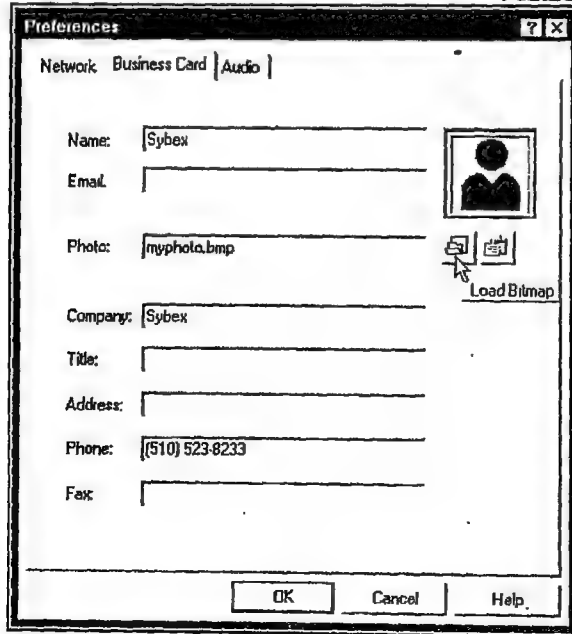 Preferences
Network Business Card Audio
Name: Sybex
Email.
Photo: myphoto.bmp
Load Bitmap
Company: Sybex
Title:
Address:
Phone: (510) 523-8233
Fax:
OK Cancel Help